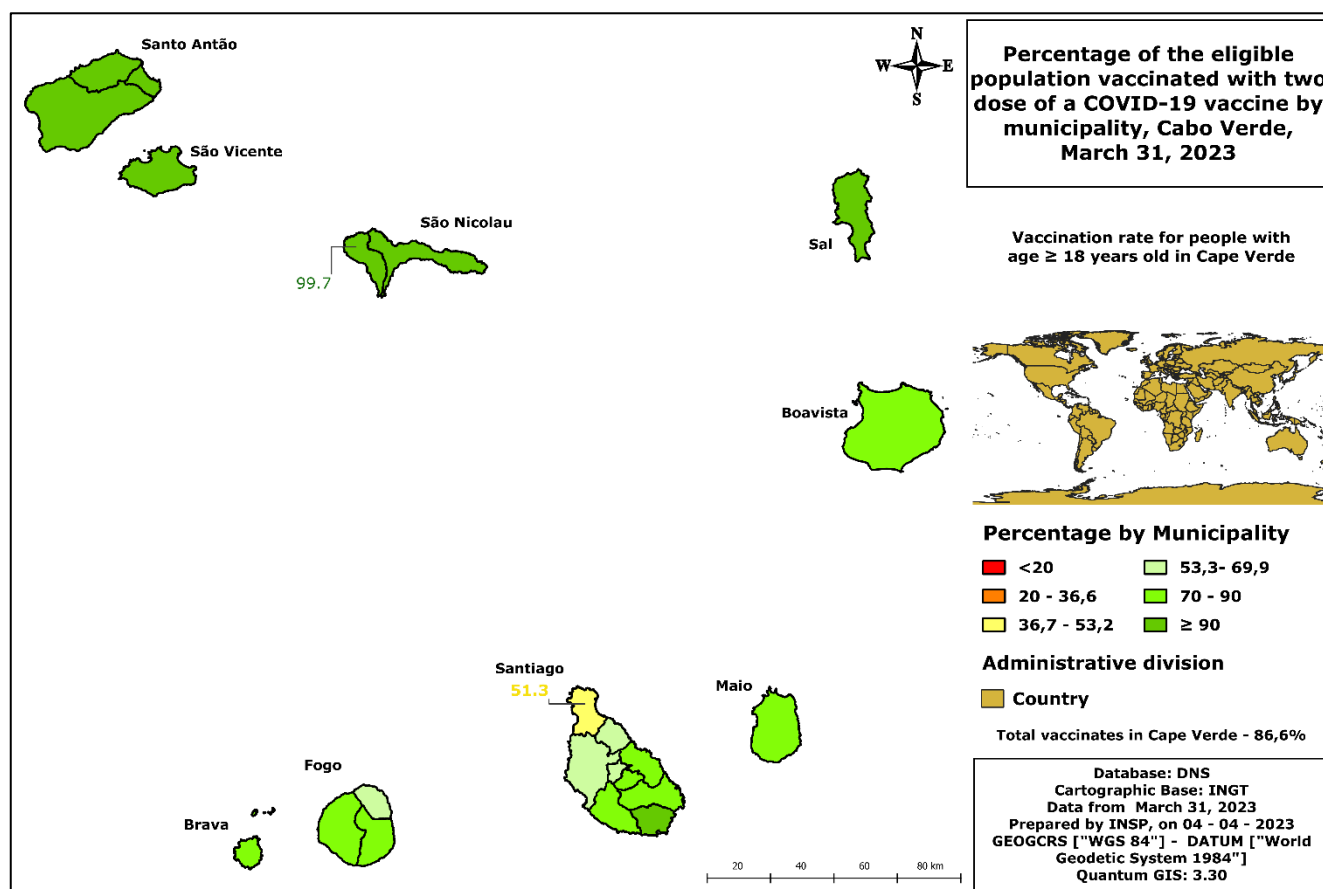 Santo Antão
São Vicente
São Nicolau
99.7
Sal
Boavista
Santiago
51.3
Maio
Fogo
Brava
N
W
E
S
20
40
60
80 km
Percentage of the eligible
population vaccinated with two
dose of a COVID-19 vaccine by
municipality, Cabo Verde,
March 31, 2023
Vaccination rate for people with
age ≥ 18 years old in Cape Verde
Percentage by Municipality
<20
53,3- 69,9
20 - 36,6
70 - 90
36,7 - 53,2
≥ 90
Administrative division
Country
Total vaccinates in Cape Verde - 86,6%
Database: DNS
Cartographic Base: INGT
Data from March 31, 2023
Prepared by INSP, on 04 - 04 - 2023
GEOGCRS ["WGS 84"] - DATUM ["World
Geodetic System 1984"]
Quantum GIS: 3.30